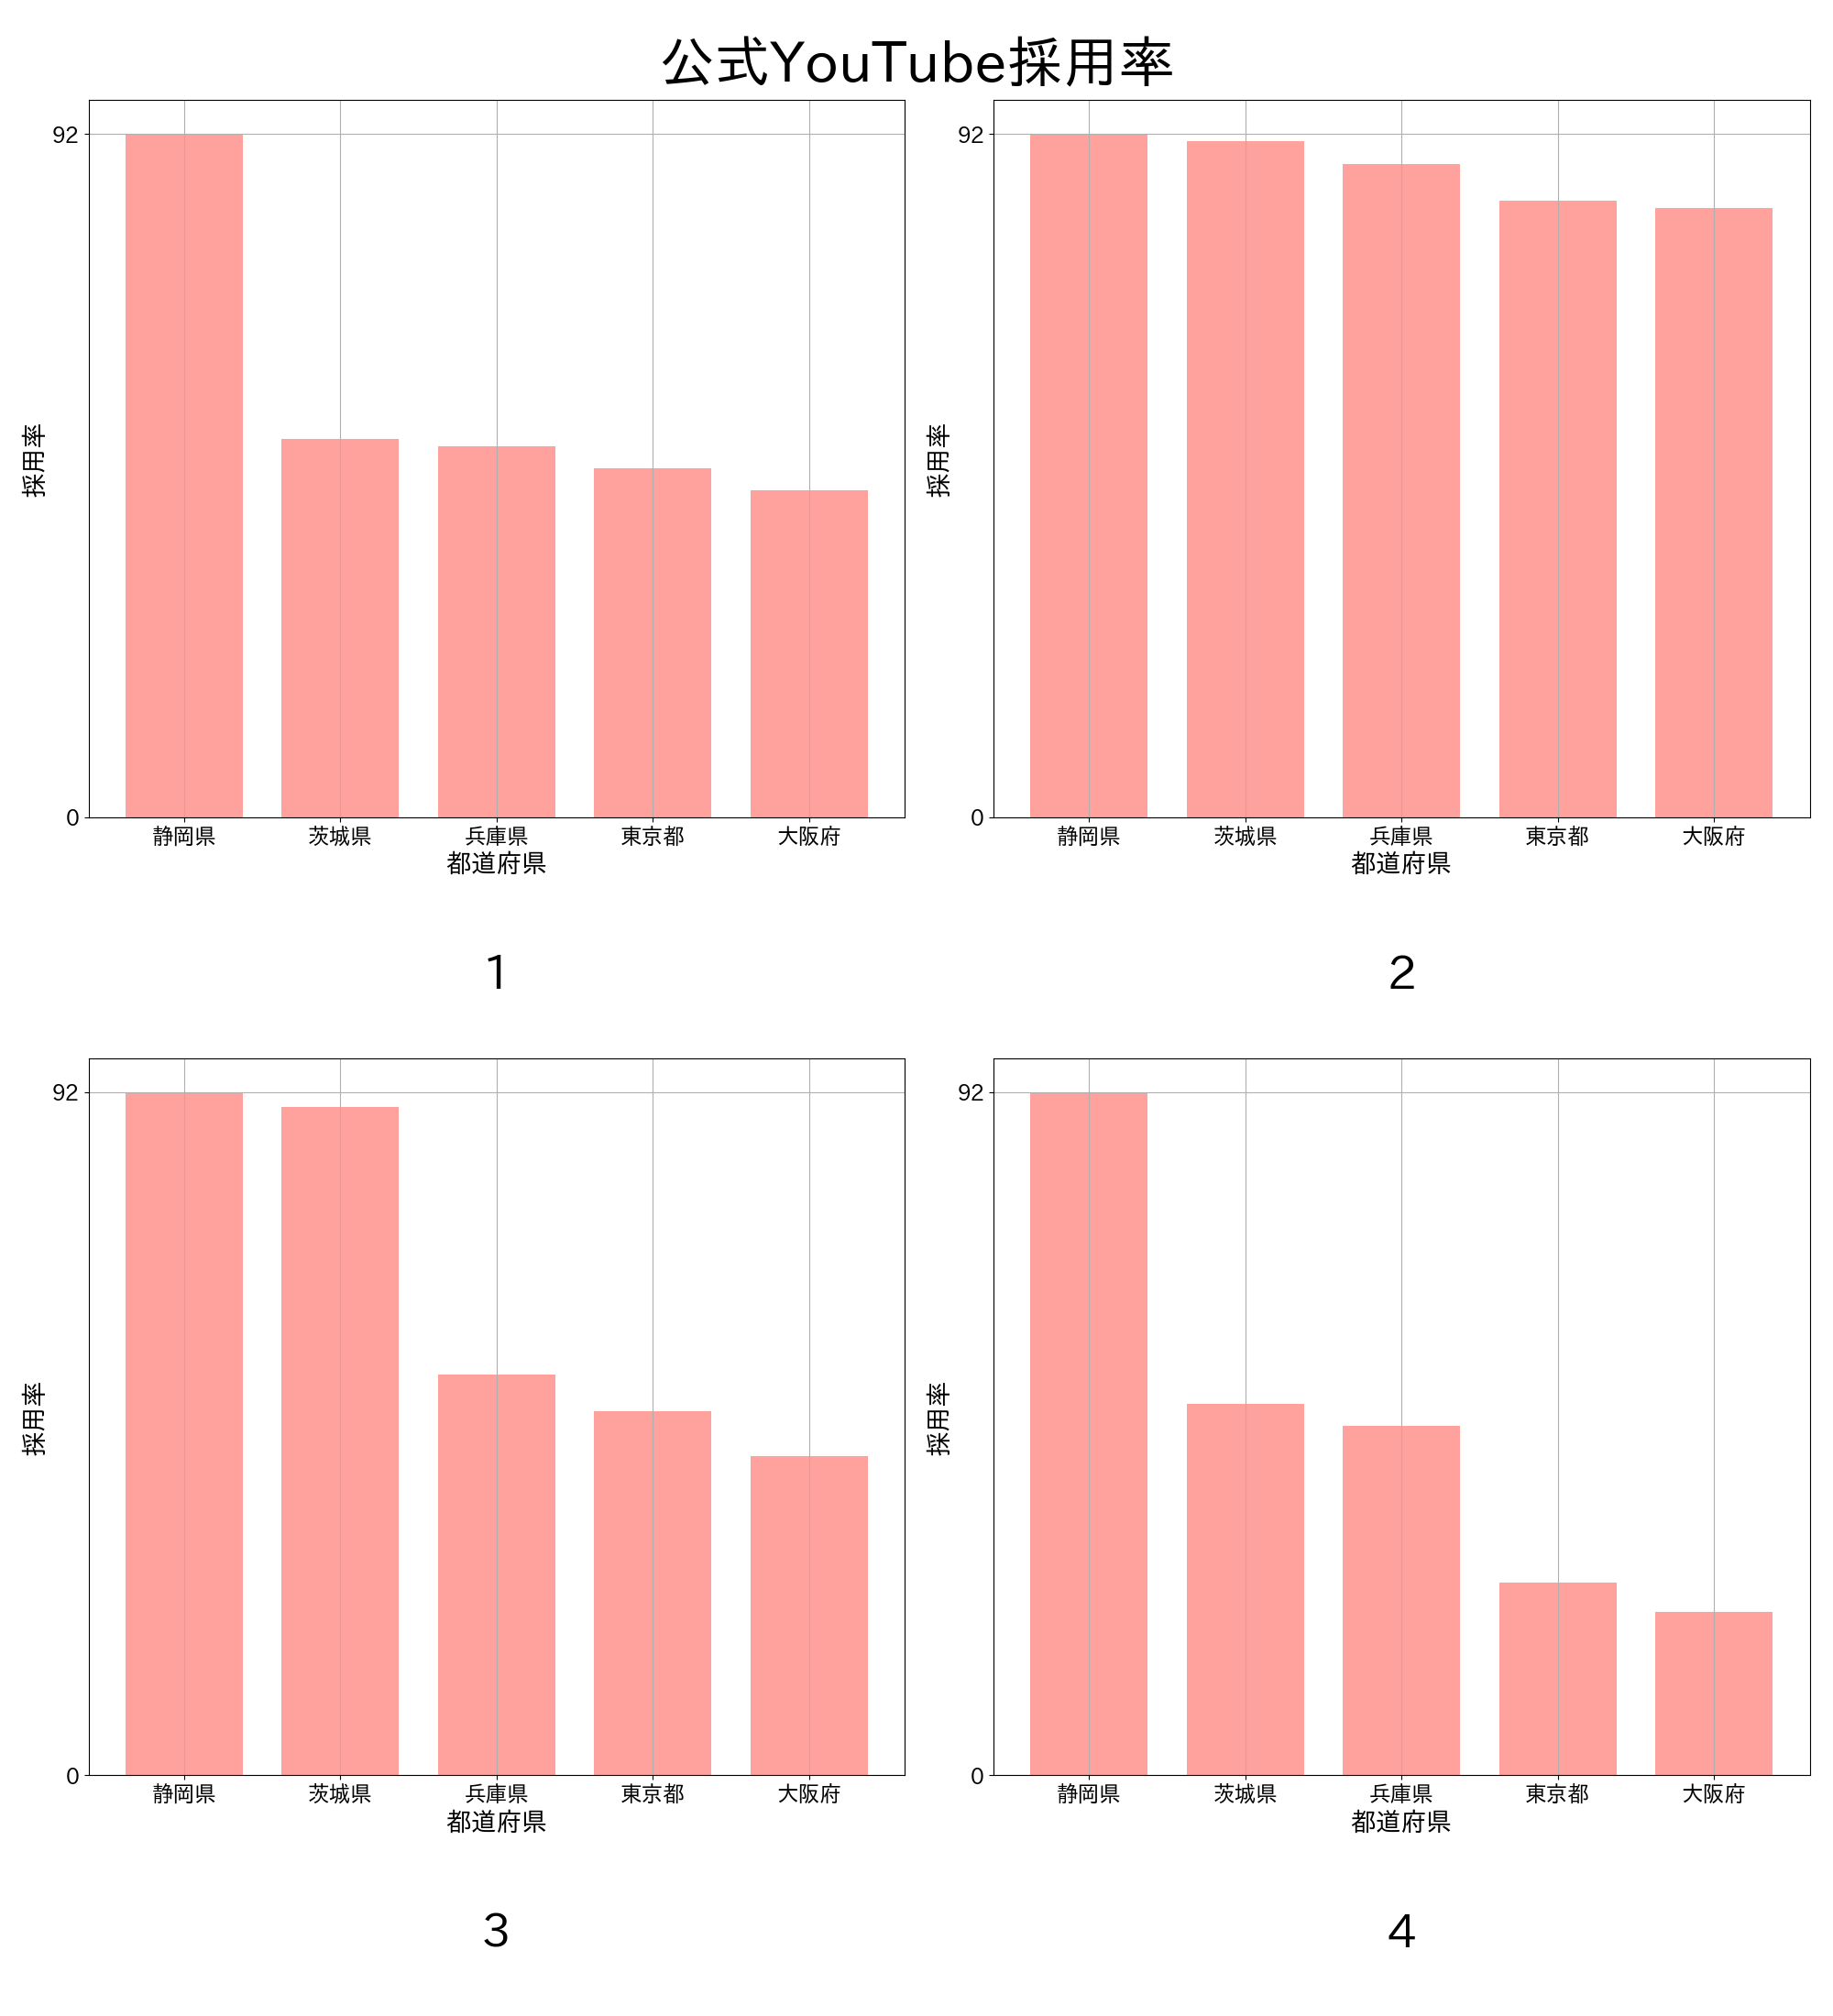 公式YouTube採用率
92
採用率
0
静岡県 茨城県 兵庫県 東京都 大阪府
都道府県
1
92
採用率
0
静岡県 茨城県 兵庫県 東京都 大阪府
都道府県
2
92
採用率
0
静岡県 茨城県 兵庫県 東京都 大阪府
都道府県
3
92
採用率
0
静岡県 茨城県 兵庫県 東京都 大阪府
都道府県
4